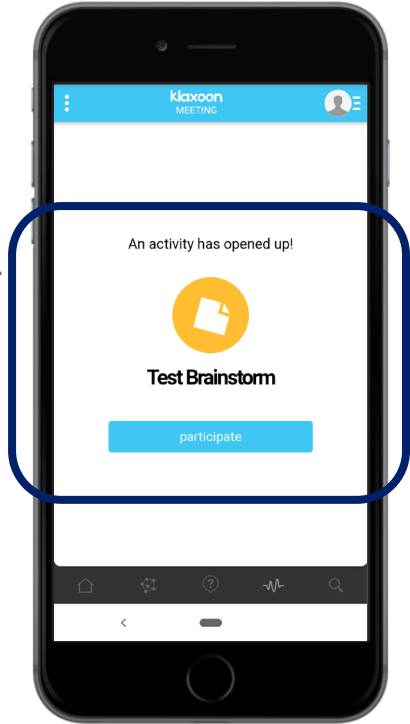 klaxoon
MEETING
An activity has opened up!
Test Brainstorm
participate